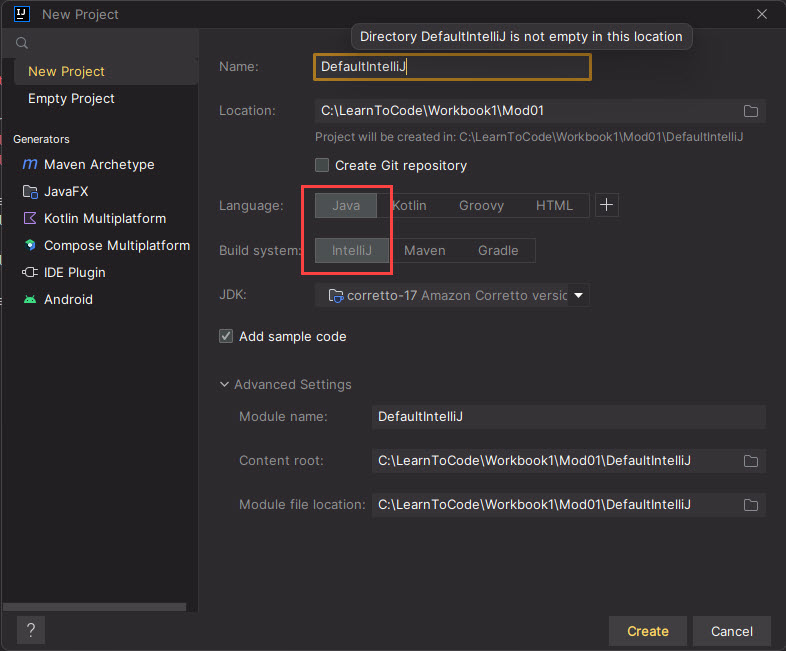 New Project
Directory DefaultIntelliJ is not empty in this location
New Project
Empty Project
Generators
Maven Archetype
JavaFX
Kotlin Multiplatform
Compose Multiplatform
IDE Plugin
Android
Name: DefaultIntelliJ
Location: C:\LearnToCode\Workbook1\Mod01
Project will be created in: C:\LearnToCode\Workbook1\Mod01\DefaultIntelliJ
Create Git repository
Language: Java Kotlin Groovy HTML +
Build system: IntelliJ Maven Gradle
JDK: corretto-17 Amazon Corretto versic
Add sample code
Advanced Settings
Module name: DefaultIntelliJ
Content root: C:\LearnToCode\Workbook1\Mod01\DefaultIntelliJ
Module file location: C:\LearnToCode\Workbook1\Mod01\DefaultIntelliJ
? Create Cancel